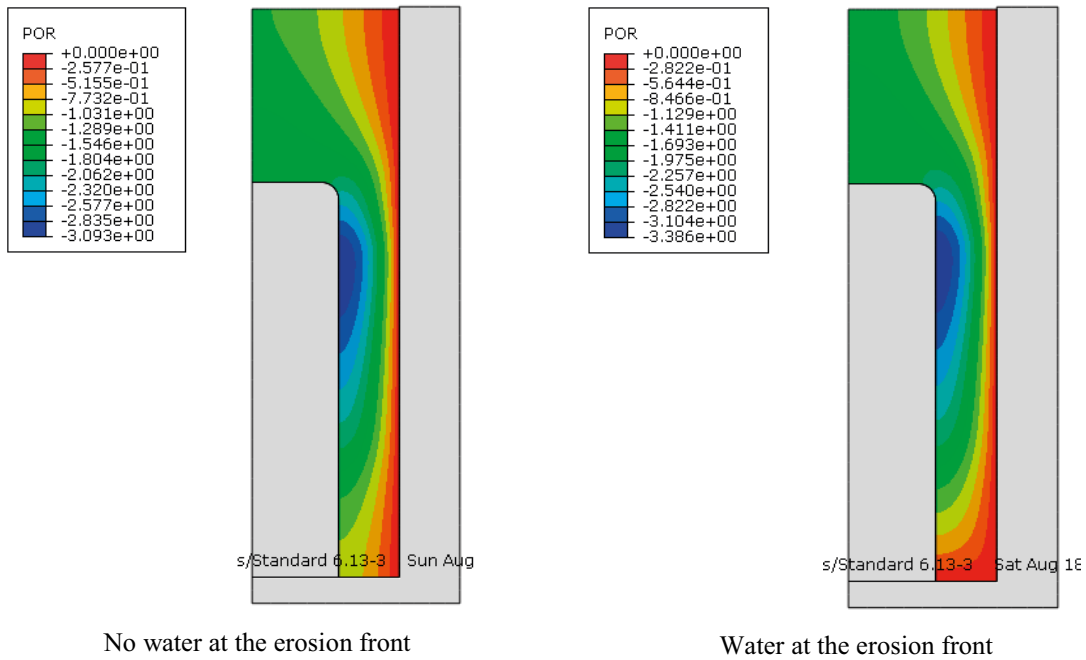 POR
+0.000e+00
-2.577e-01
-5.155e-01
-7.732e-01
-1.031e+00
-1.289e+00
-1.546e+00
-1.804e+00
-2.062e+00
-2.320e+00
-2.577e+00
-2.835e+00
-3.093e+00
s/Standard 6.13-3 Sun Aug
No water at the erosion front
POR
+0.000e+00
-2.822e-01
-5.644e-01
-8.466e-01
-1.129e+00
-1.411e+00
-1.693e+00
-1.975e+00
-2.257e+00
-2.540e+00
-2.822e+00
-3.104e+00
-3.386e+00
s/Standard 6.13-3 Sat Aug 18
Water at the erosion front